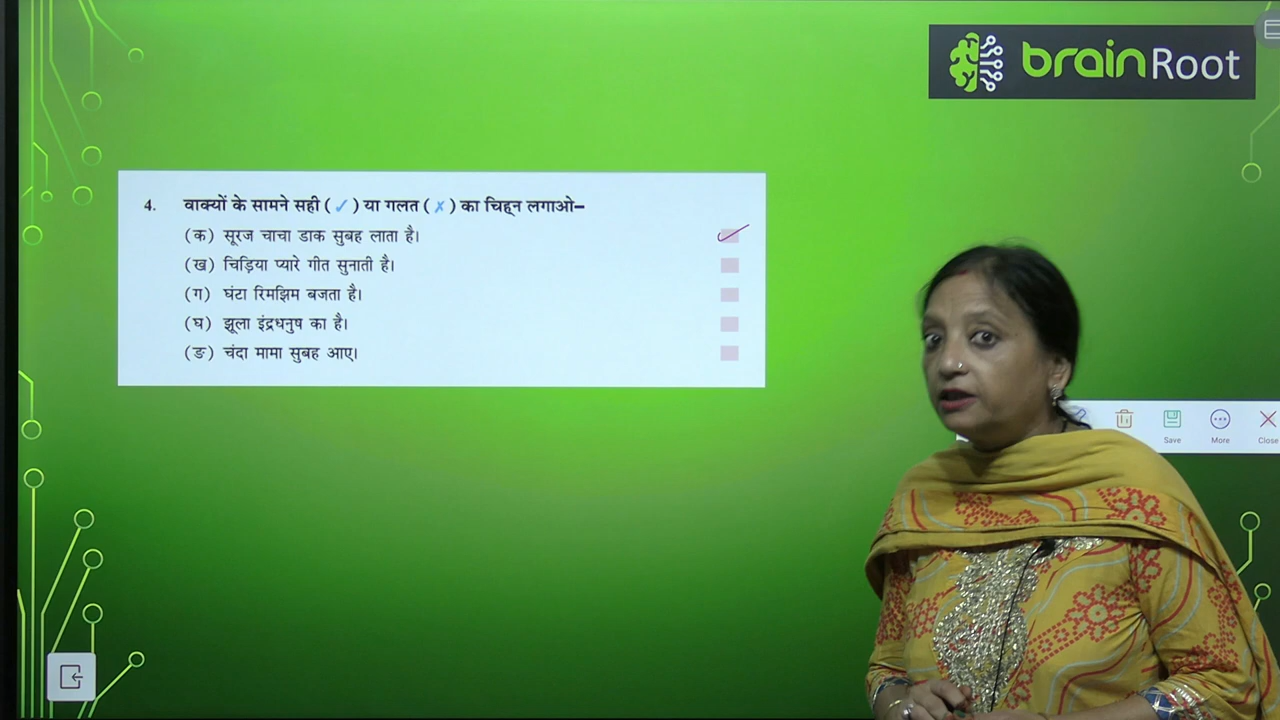 brainRoot
4. वाक्यों के सामने सही ( ✓ ) या गलत ( ✗ ) का चिह्न लगाओ–
(क) सूरज चाचा डाक सुबह लाता है।
(ख) चिड़िया प्यारे गीत सुनाती है।
(ग) घंटा रिमझिम बजता है।
(घ) झूला इंद्रधनुष का है।
(ङ) चंदा मामा सुबह आए।
Save More Close